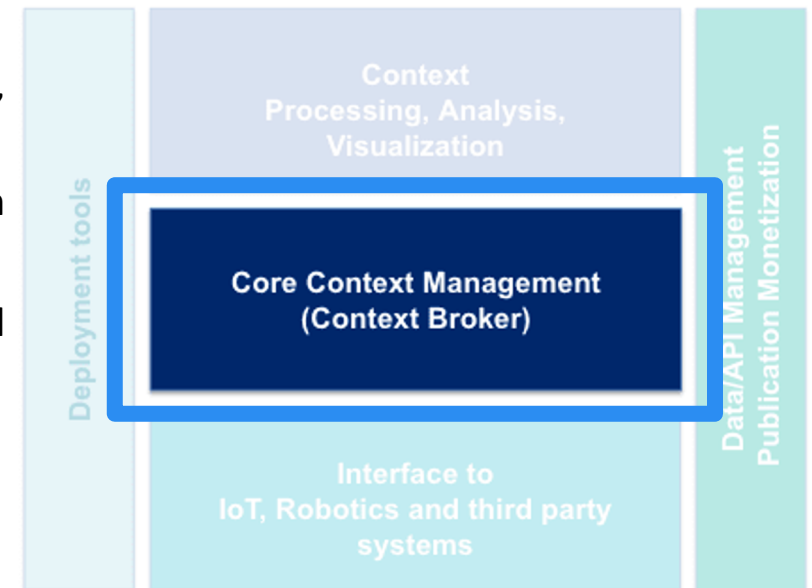 Deployment tools
Context
Processing, Analysis,
Visualization
Core Context Management
(Context Broker)
Interface to
IoT, Robotics and third party
systems
Data/API Management
Publication Monetization